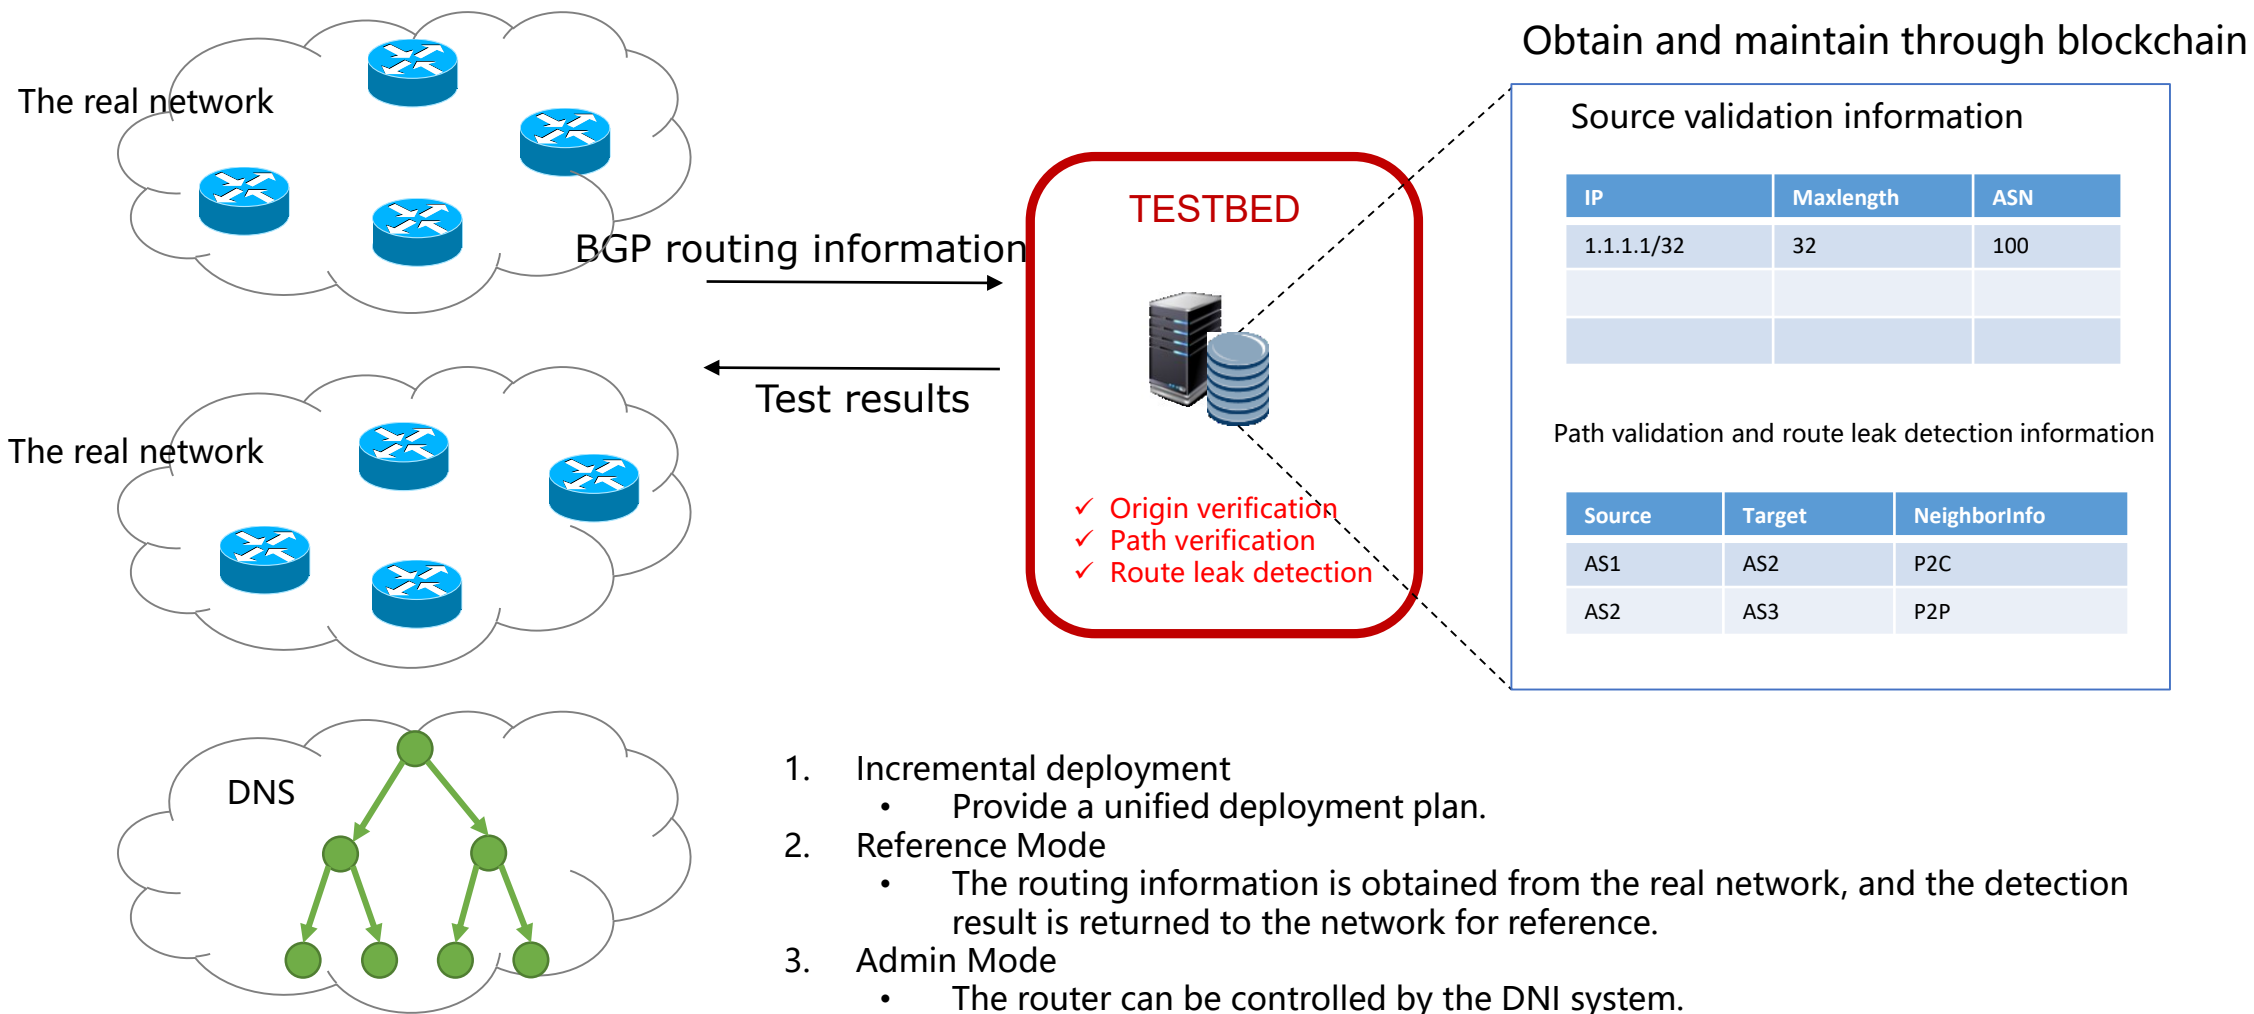 Obtain and maintain through blockchain
The real network
Source validation information
IP Maxlength ASN
1.1.1.1/32 32 100
TESTBED
BGP routing information
Test results
The real network
Path validation and route leak detection information
Source Target NeighborInfo
AS1 AS2 P2C
AS2 AS3 P2P
✓ Origin verification
✓ Path verification
✓ Route leak detection
DNS
1. Incremental deployment
• Provide a unified deployment plan.
2. Reference Mode
• The routing information is obtained from the real network, and the detection
result is returned to the network for reference.
3. Admin Mode
• The router can be controlled by the DNI system.